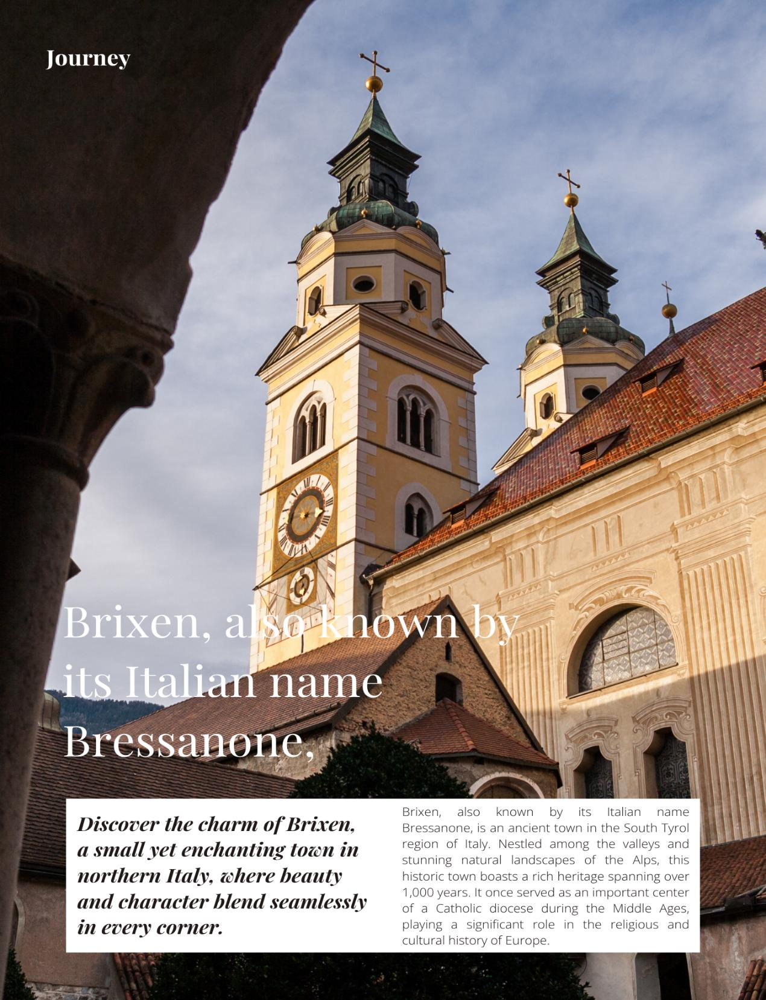 Journey
Brixen, also known by
its Italian name
Bressanone,
Discover the charm of Brixen,
a small yet enchanting town in
northern Italy, where beauty
and character blend seamlessly
in every corner.
Brixen, also known by its Italian name
Bressanone, is an ancient town in the South Tyrol
region of Italy. Nestled among the valleys and
stunning natural landscapes of the Alps, this
historic town boasts a rich heritage spanning over
1,000 years. It once served as an important center
of a Catholic diocese during the Middle Ages,
playing a significant role in the religious and
cultural history of Europe.